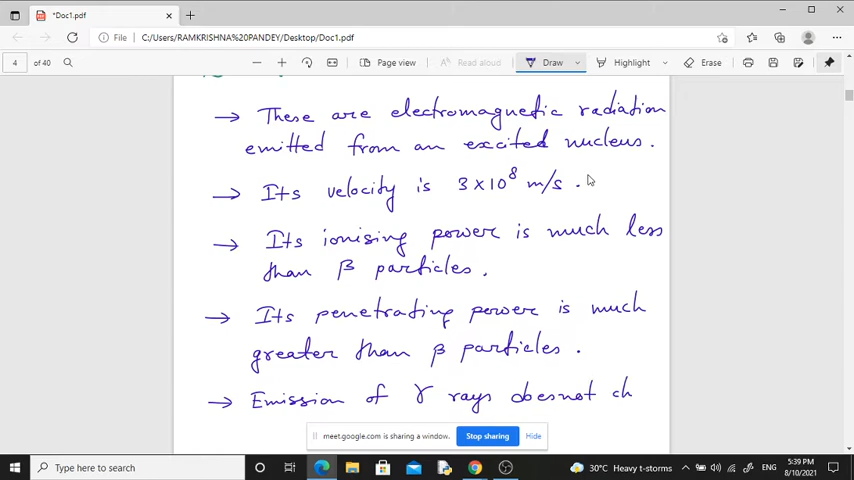 *Doc1.pdf
File C:/Users/RAMKRISHNA%20PANDEY/Desktop/Doc1.pdf
4 of 40 Page view Read aloud Draw Highlight Erase
→ These are electromagnetic radiation
emitted from an excited nucleus.
→ Its velocity is 3×10⁸ m/s.
→ Its ionising power is much less
than β particles.
→ Its penetrating power is much
greater than β particles.
→ Emission of γ rays doesnot ch
meet.google.com is sharing a window. Stop sharing Hide
Type here to search 30°C Heavy t-storms ENG 5:39 PM
8/10/2021